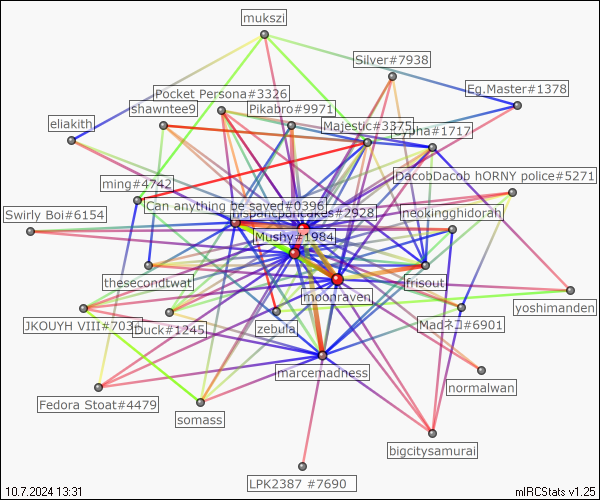 mukszi
Silver#7938
Eg.Master#1378
Pocket Persona#3326
shawntee9
Pikabro#9971
eliakith
Majestic#3375
Cypha#1717
DacobDacob hORNY police#5271
ming#4742
Can anything be saved#0396
neokingghidorah
Swirly Boi#6154
hispanicpancakes#2928
Mushy#1984
thesecondtwat
frisout
moonraven
yoshimanden
JKOUYH VIII#703
Duck#1245
zebula
Madネコ#6901
marcemadness
normalwan
Fedora Stoat#4479
somass
bigcitysamurai
LPK2387 #7690
10.7.2024 13:31
mIRCStats v1.25